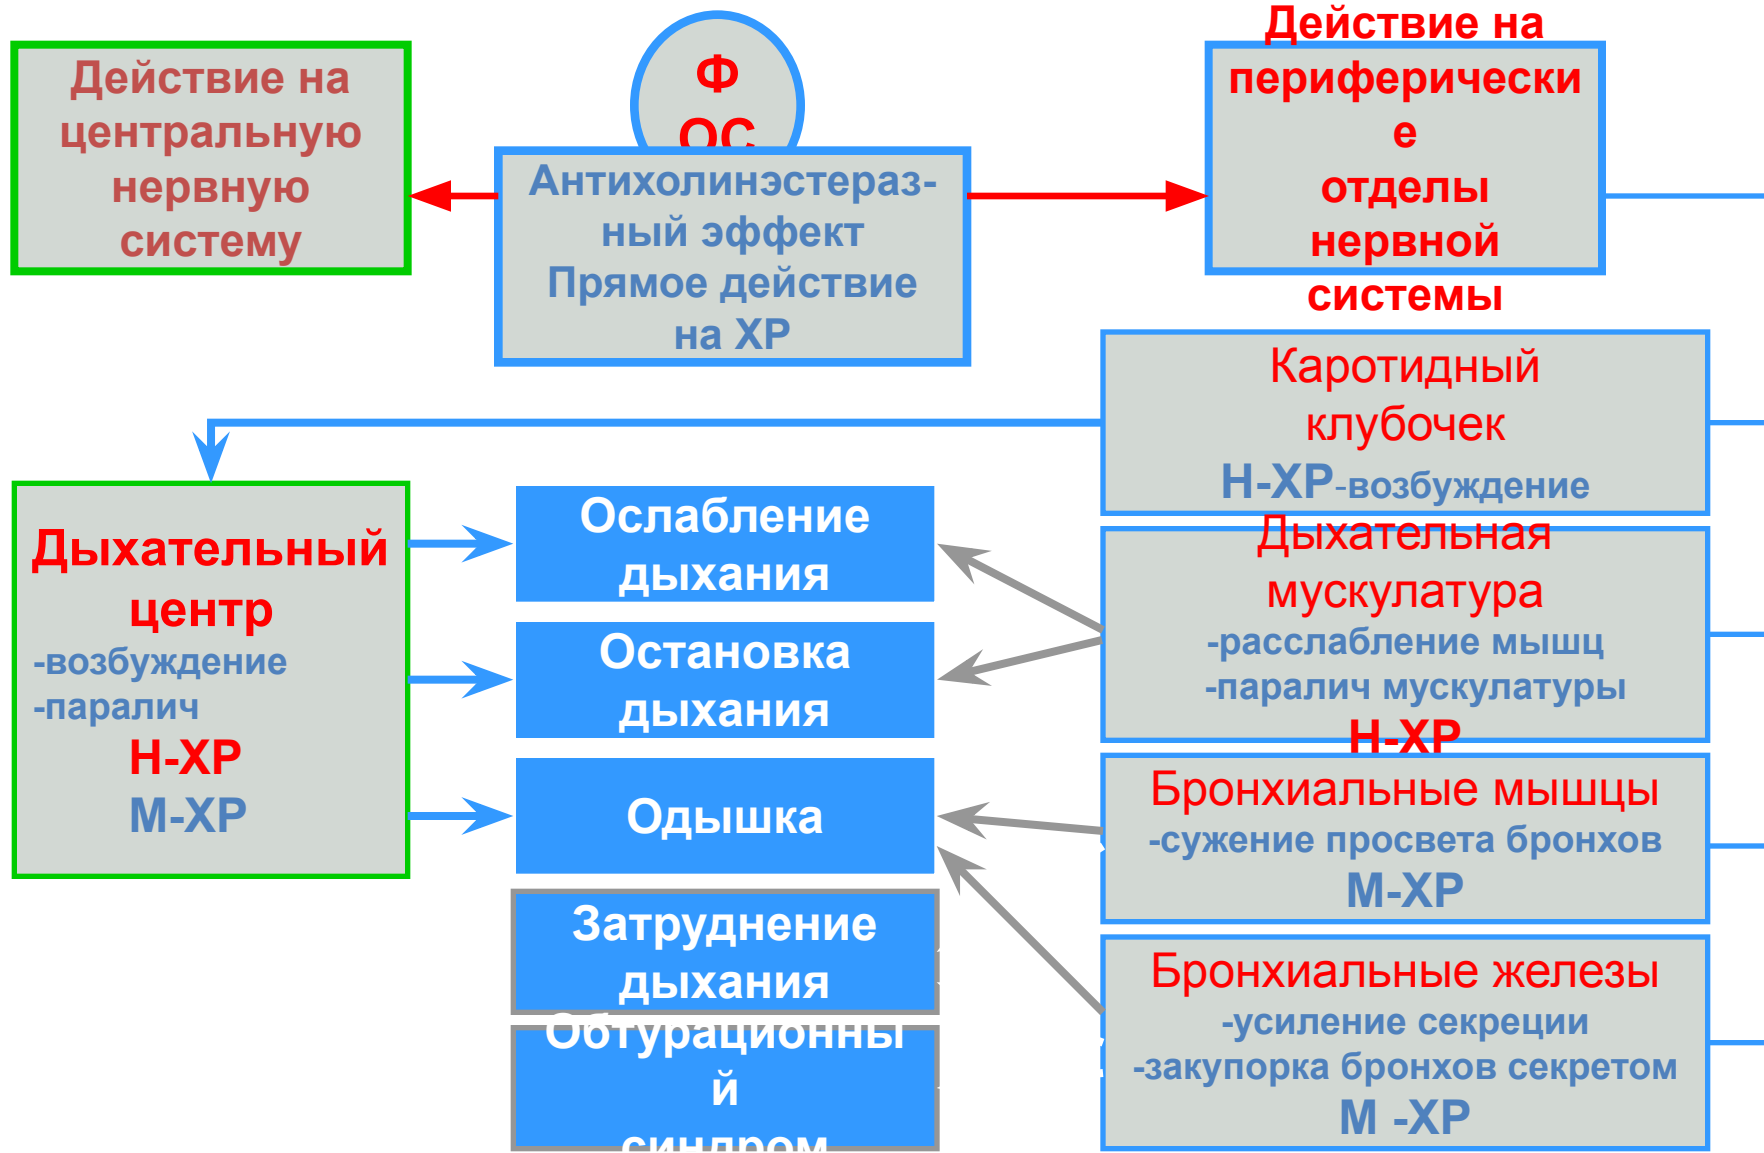 Действие на
центральную
нервную
систему
Ф
ОС
Антихолинэстераз-
ный эффект
Прямое действие
на ХР
Действие на
периферически
е
отделы
нервной
системы
Каротидный
клубочек
Н-ХР-возбуждение
Дыхательный
центр
-возбуждение
-паралич
Н-ХР
М-ХР
Ослабление
дыхания
Остановка
дыхания
Одышка
Затруднение
дыхания
Обтурационны
й
синдром
Дыхательная
мускулатура
-расслабление мышц
-паралич мускулатуры
Н-ХР
Бронхиальные мышцы
-сужение просвета бронхов
М-ХР
Бронхиальные железы
-усиление секреции
-закупорка бронхов секретом
М -ХР